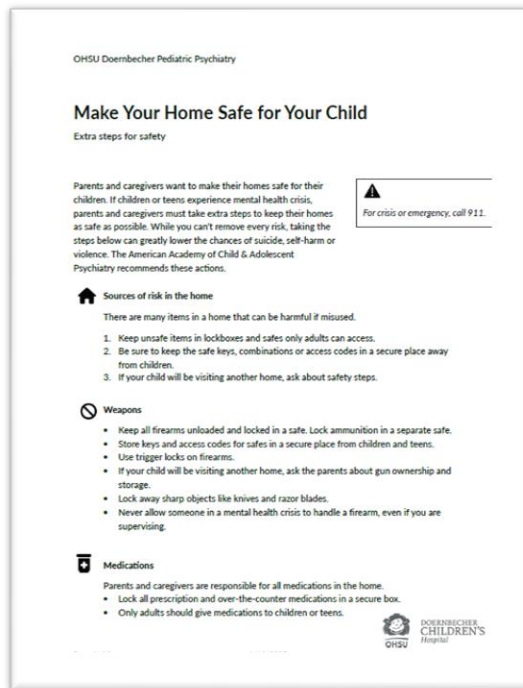 OHSU Doernbecher Pediatric Psychiatry
Make Your Home Safe for Your Child
Extra steps for safety
Parents and caregivers want to make their homes safe for their
children. If children or teens experience mental health crisis,
parents and caregivers must take extra steps to keep their homes
as safe as possible. While you can't remove every risk, taking the
steps below can greatly lower the chances of suicide, self-harm or
violence. The American Academy of Child & Adolescent
Psychiatry recommends these actions.
For crisis or emergency, call 911.
Sources of risk in the home
There are many items in a home that can be harmful if misused.
1. Keep unsafe items in lockboxes and safes only adults can access.
2. Be sure to keep the safe keys, combinations or access codes in a secure place away
from children.
3. If your child will be visiting another home, ask about safety steps.
Weapons
• Keep all firearms unloaded and locked in a safe. Lock ammunition in a separate safe.
• Store keys and access codes for safes in a secure place from children and teens.
• Use trigger locks on firearms.
• If your child will be visiting another home, ask the parents about gun ownership and
storage.
• Lock away sharp objects like knives and razor blades.
• Never allow someone in a mental health crisis to handle a firearm, even if you are
supervising.
Medications
Parents and caregivers are responsible for all medications in the home.
• Lock all prescription and over-the-counter medications in a secure box.
• Only adults should give medications to children or teens.
OHSU
DOERNBECHER
CHILDREN'S
Hospital